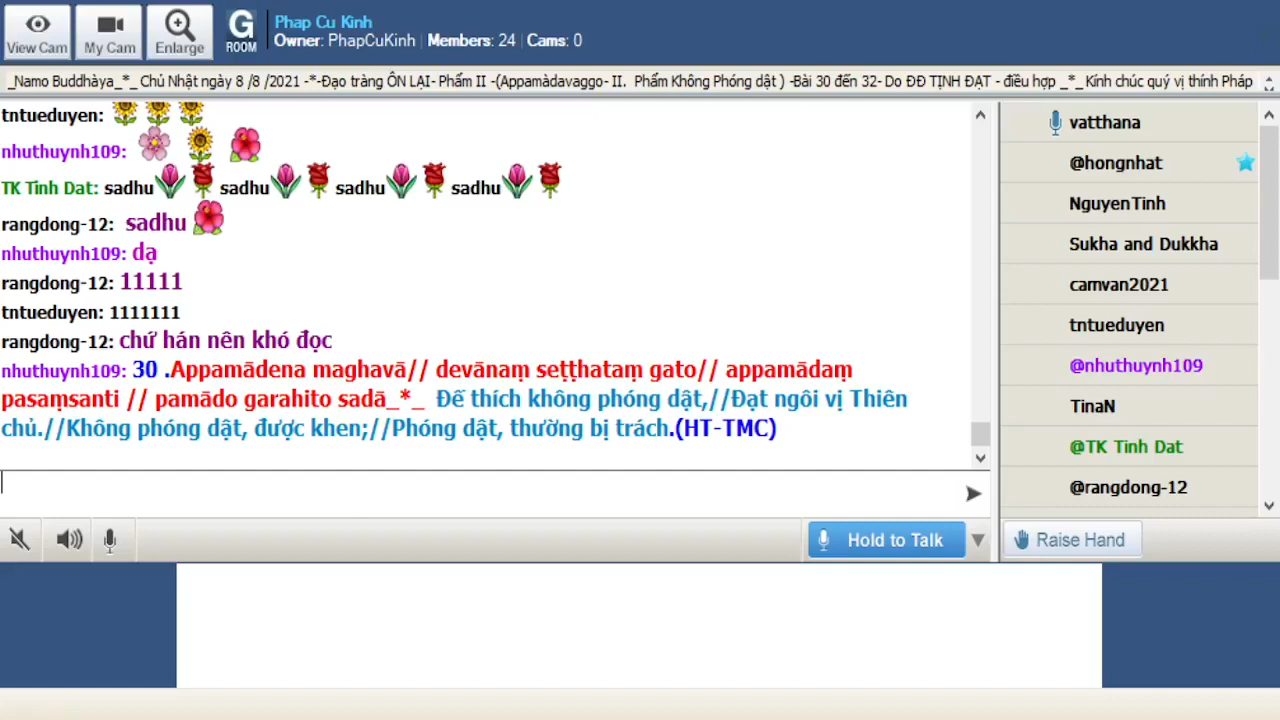 View Cam
My Cam
Enlarge
G
ROOM
Phap Cu Kinh
Owner: PhapCuKinh | Members: 24 | Cams: 0
_Namo Buddhàya_*_ Chủ Nhật ngày 8 /8 /2021 -*-Đạo tràng ÔN LẠI- Phẩm II -(Appamàdavaggo- II. Phẩm Không Phóng dật ) -Bài 30 đến 32- Do ĐĐ TỊNH ĐẠT - điều hợp _*_Kính chúc quý vị thính Pháp
tntueduyen:
nhuthuynh109:
TK Tinh Dat: sadhu sadhu sadhu sadhu
rangdong-12: sadhu
nhuthuynh109: dạ
rangdong-12: 11111
tntueduyen: 1111111
rangdong-12: chứ hán nên khó đọc
nhuthuynh109: 30 .Appamādena maghavā// devānaṃ seṭṭhataṃ gato// appamādaṃ
pasaṃsanti // pamādo garahito sadā_*_ Đế thích không phóng dật,//Đạt ngôi vị Thiên
chủ.//Không phóng dật, được khen;//Phóng dật, thường bị trách.(HT-TMC)
vatthana
@hongnhat
NguyenTinh
Sukha and Dukkha
camvan2021
tntueduyen
@nhuthuynh109
TinaN
@TK Tinh Dat
@rangdong-12
Hold to Talk
Raise Hand